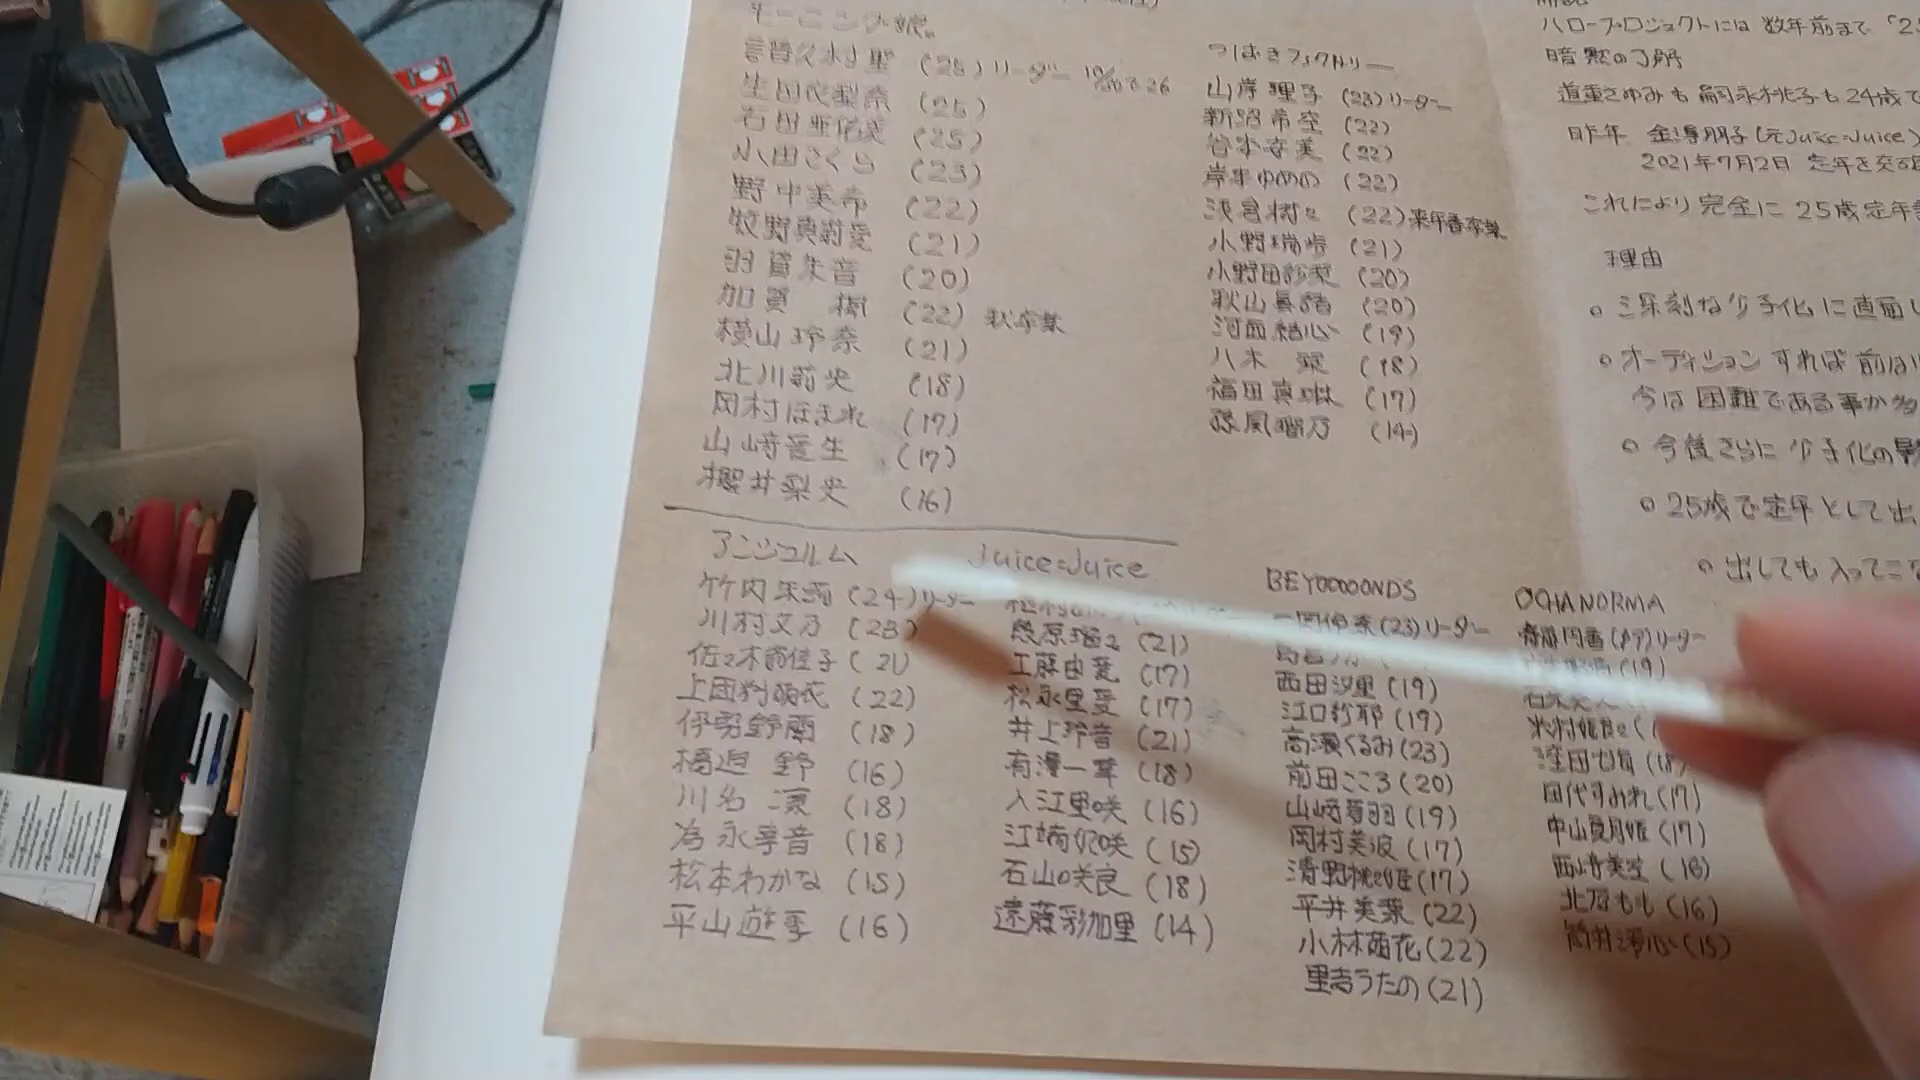 モーニング娘。
譜久村聖 (25) リーダー 10/30で26
生田衣梨奈 (25)
石田亜佑美 (25)
小田さくら (23)
野中美希 (22)
牧野真莉愛 (21)
羽賀朱音 (20)
加賀 楓 (22) 秋卒業
横山玲奈 (21)
北川莉央 (18)
岡村ほまれ (17)
山﨑愛生 (17)
櫻井梨央 (16)
つばきファクトリー
山岸理子 (23) リーダー
新沼希空 (22)
谷本安美 (22)
岸本ゆめの (22)
浅倉樹々 (22) 来年春卒業
小野瑞歩 (21)
小野田紗栞 (20)
秋山眞緒 (20)
河西結心 (19)
八木 栞 (18)
福田真琳 (17)
豫風瑠乃 (14)
ハロープロジェクトには 数年前まで 「25
暗黙の了解
道重さゆみも 嗣永桃子も 24歳で
昨年 金澤朋子 (元Juice=Juice)
2021年7月2日 定年を
これにより 完全に 25歳定年
理由
○ 深刻な少子化に直面し
○ オーディション すれば 前は
今は 困難である事が多
○ 今後さらに 少子化の影
○ 25歳で定年として出
○ 出しても 入ってこな
アンジュルム
竹内朱莉 (24) リーダー
川村文乃 (23)
佐々木莉佳子 (21)
上國料萌衣 (22)
伊勢鈴蘭 (18)
橋迫 鈴 (16)
川名 凜 (18)
為永幸音 (18)
松本わかな (15)
平山遊季 (16)
Juice=Juice
段原瑠々 (21)
工藤由愛 (17)
松永里愛 (17)
井上玲音 (21)
有澤一華 (18)
入江里咲 (16)
江端妃咲 (15)
石山咲良 (18)
遠藤彩加里 (14)
BEYOOOOONDS
一岡伶奈 (23) リーダー
西田汐里 (19)
江口紗耶 (19)
高瀬くるみ (23)
前田こころ (20)
山﨑夢羽 (19)
岡村美波 (17)
清野桃々姫 (17)
平井美葉 (22)
小林萌花 (22)
里吉うたの (21)
OCHA NORMA
斉藤円香 リーダー
(19)
米村姫良々
窪田七海 (18)
田代すみれ (17)
中山夏月姫 (17)
西﨑美空 (16)
北原もも (16)
筒井澪心 (15)